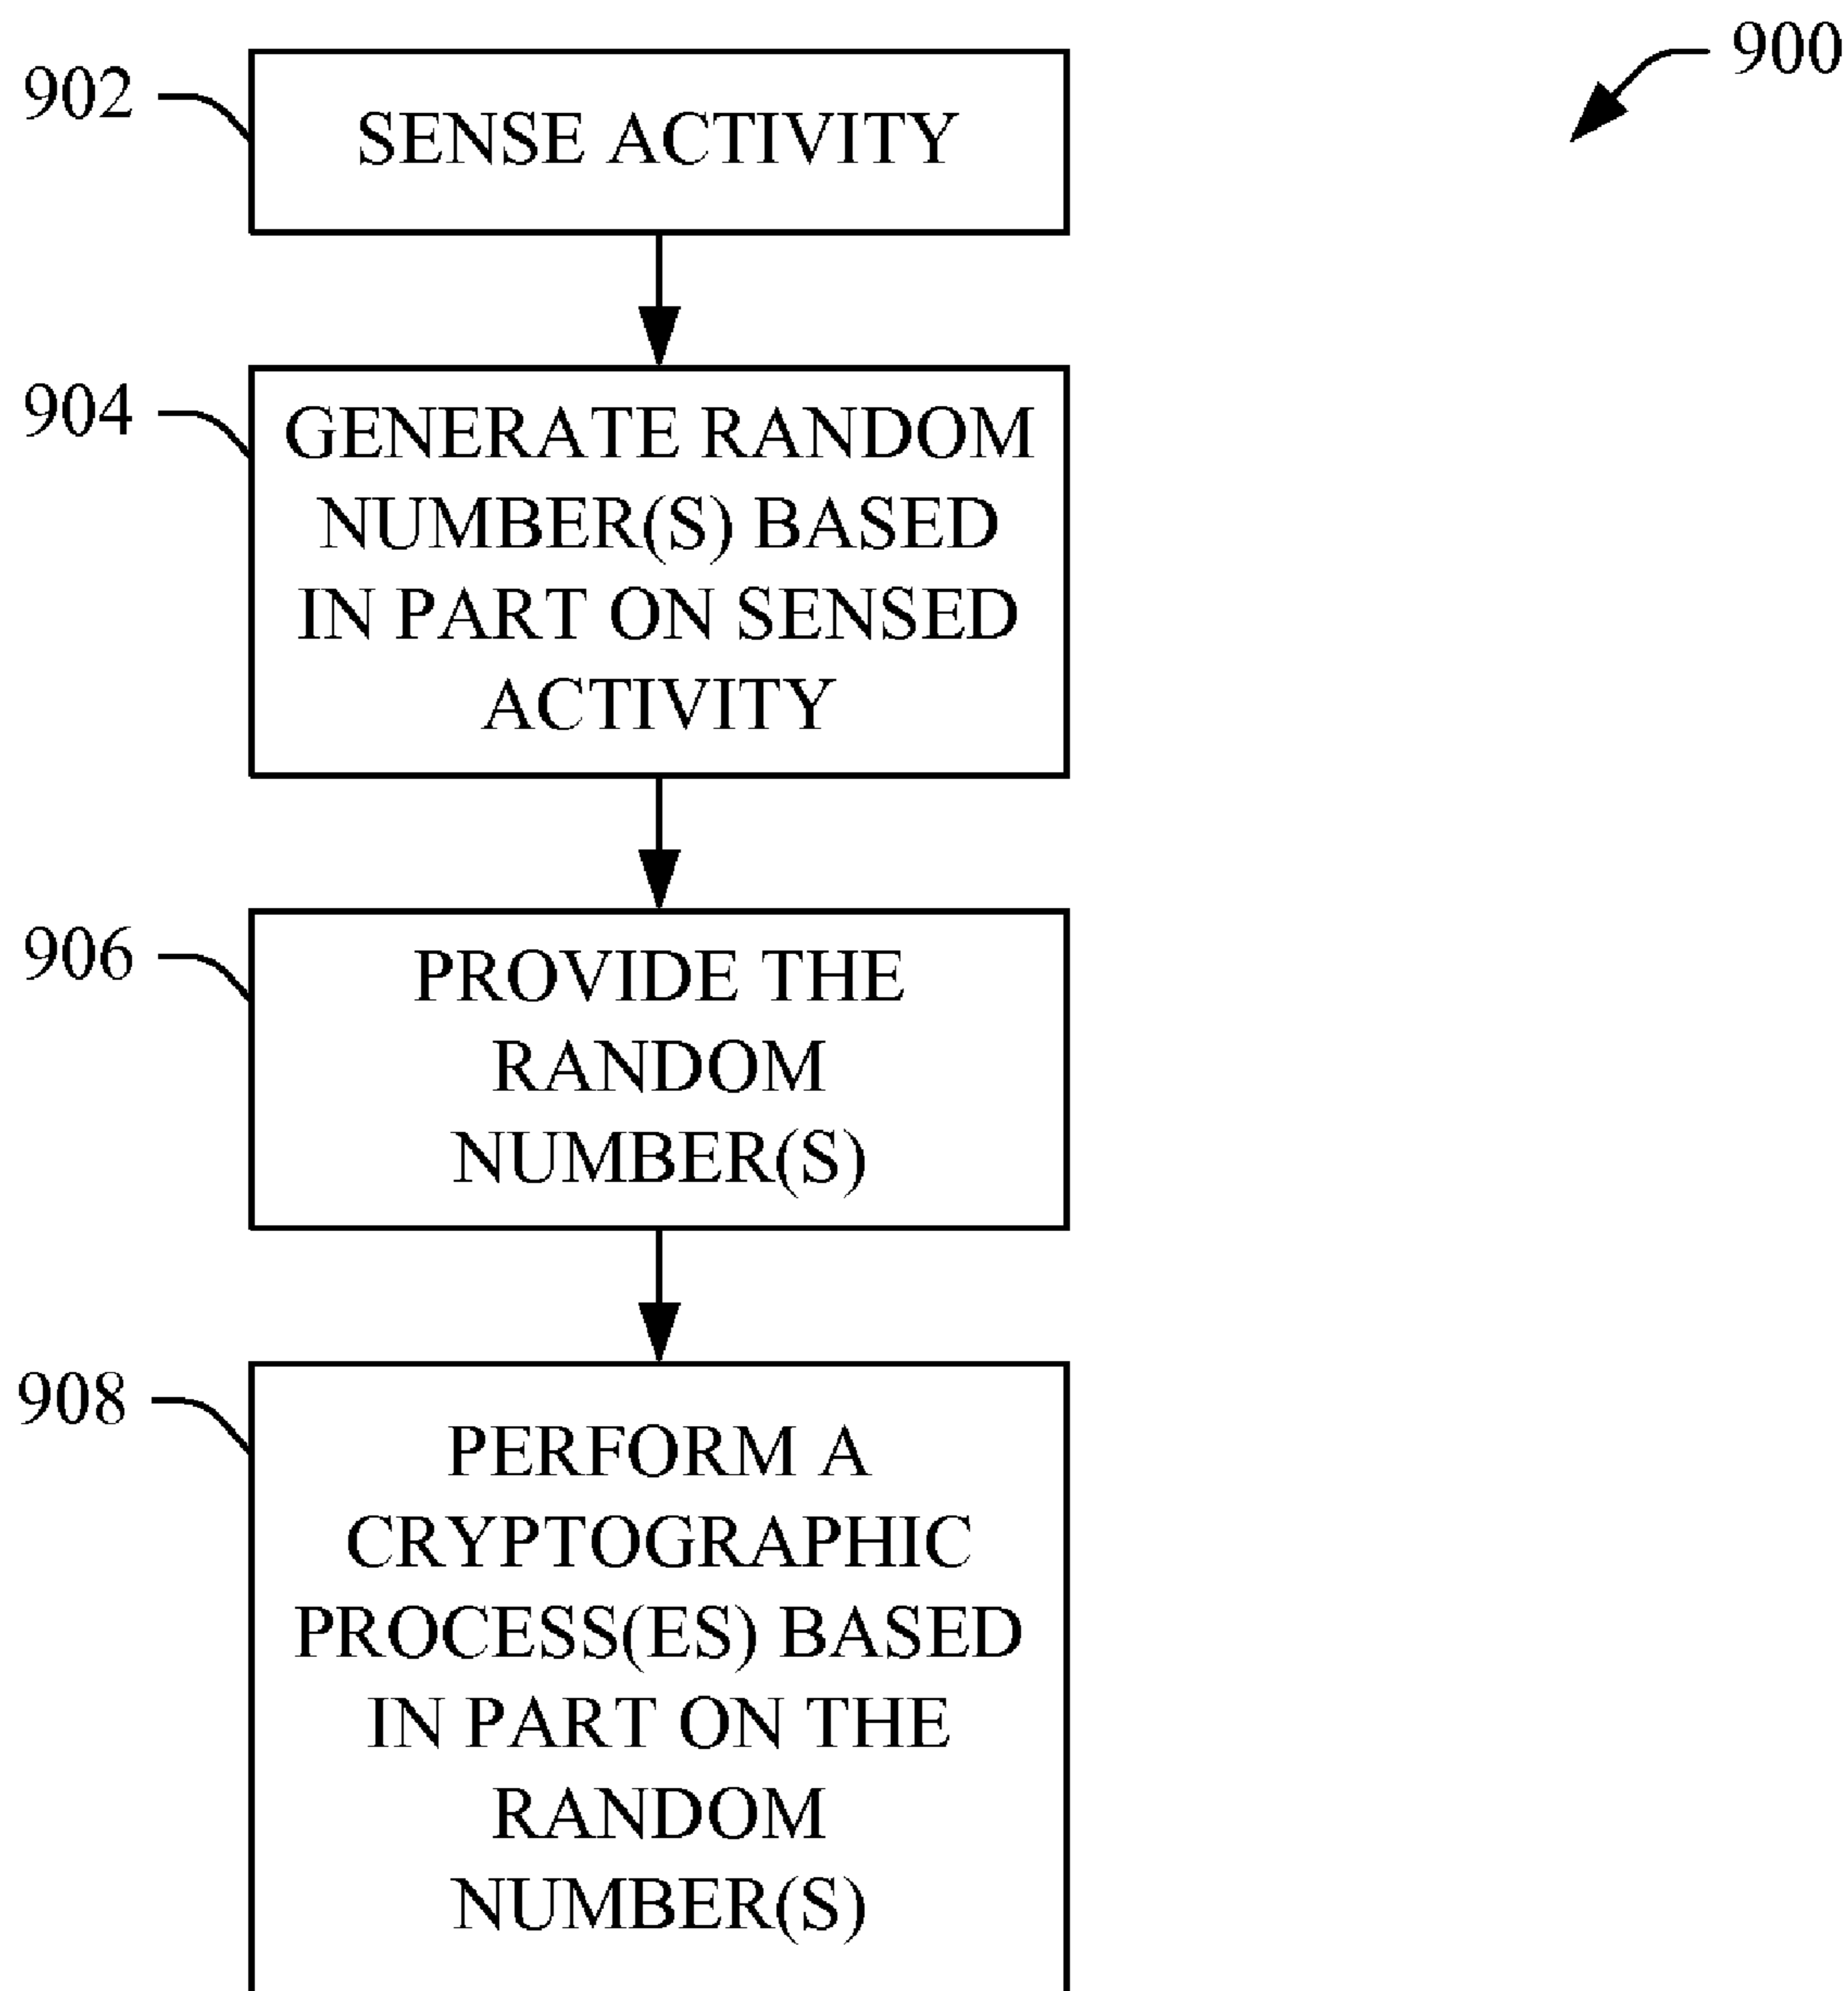 900
902
SENSE ACTIVITY
904
GENERATE RANDOM
NUMBER(S) BASED
IN PART ON SENSED
ACTIVITY
906
PROVIDE THE
RANDOM
NUMBER(S)
908
PERFORM A
CRYPTOGRAPHIC
PROCESS(ES) BASED
IN PART ON THE
RANDOM
NUMBER(S)